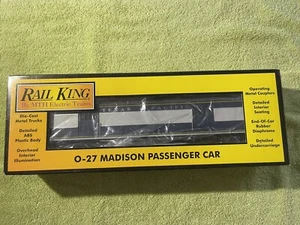 RAIL KING
By MTH Electric Trains
Die-Cast
Metal Trucks
Detailed
ABS
Plastic Body
Overhead
Interior
Illumination
Operating
Metal Couplers
Detailed
Interior
Seating
End-Of-Car
Rubber
Diaphrams
Detailed
Undercarriage
O-27 MADISON PASSENGER CAR